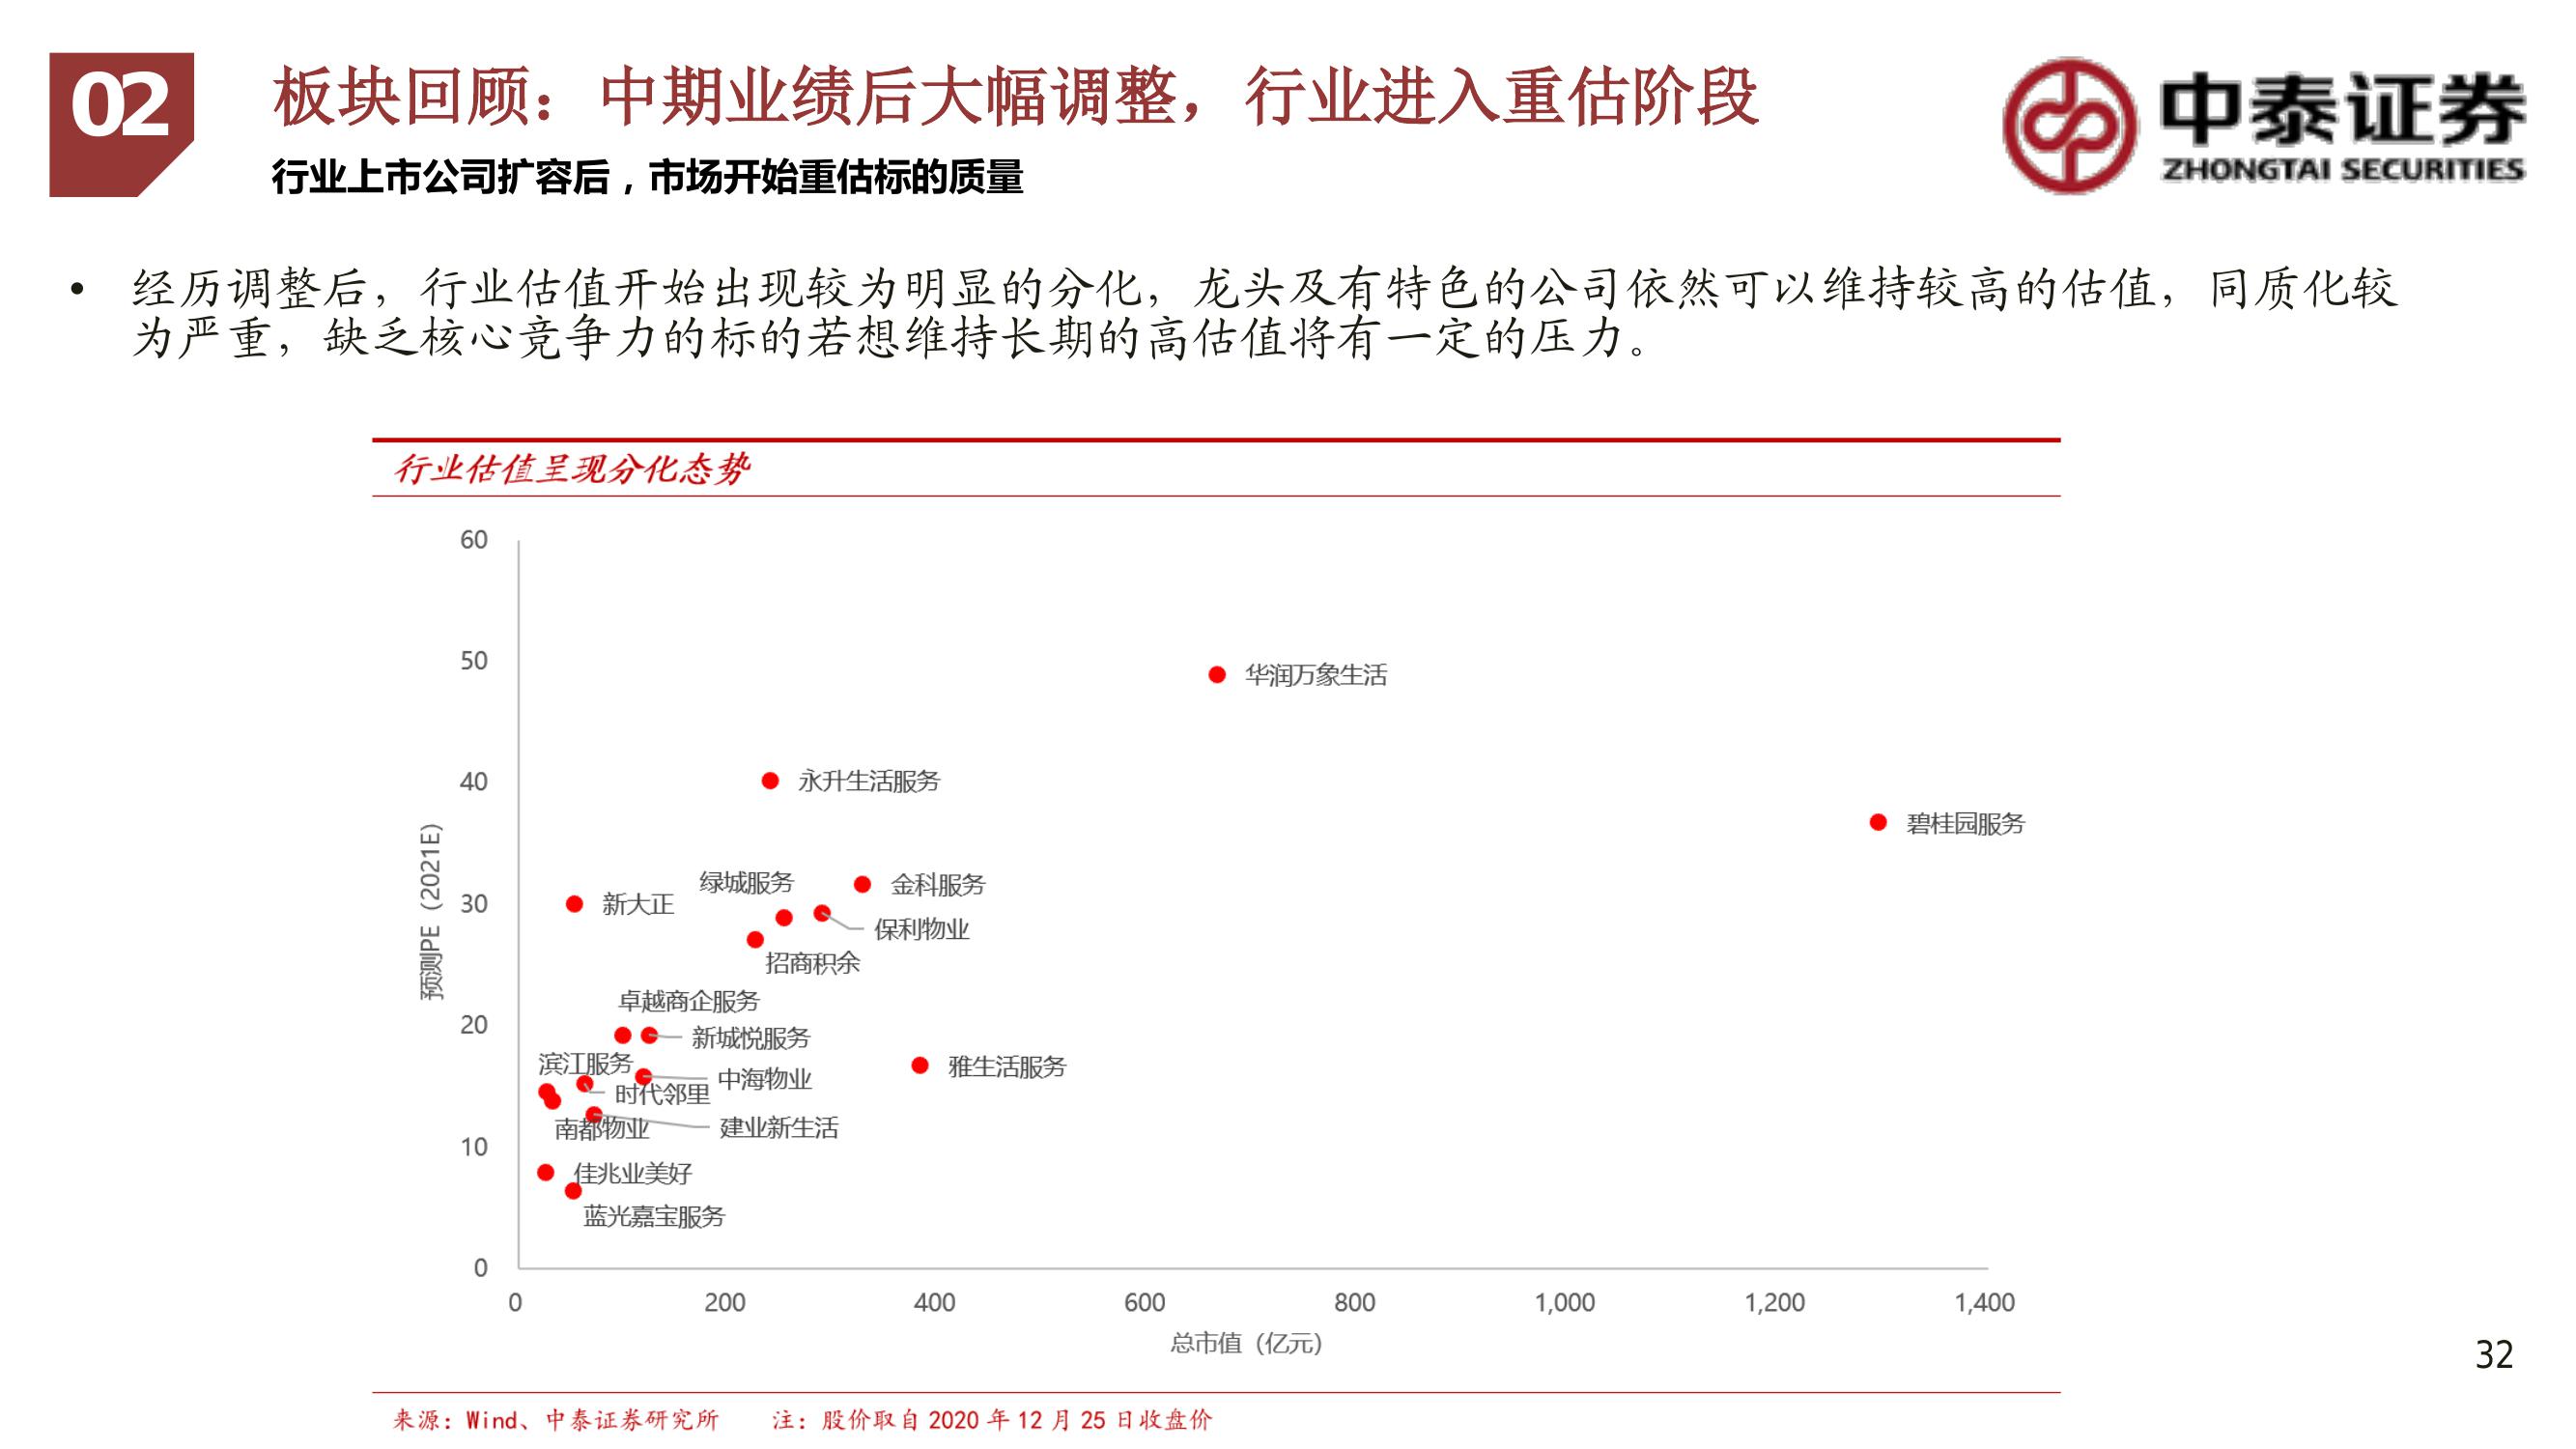 02
板块回顾：中期业绩后大幅调整，行业进入重估阶段
中泰证券
ZHONGTAI SECURITIES
行业上市公司扩容后，市场开始重估标的质量
• 经历调整后，行业估值开始出现较为明显的分化，龙头及有特色的公司依然可以维持较高的估值，同质化较
为严重，缺乏核心竞争力的标的若想维持长期的高估值将有一定的压力。
行业估值呈现分化态势
60
50
40
30
20
10
0
预测PE（2021E）
华润万象生活
永升生活服务
碧桂园服务
绿城服务
金科服务
新大正
保利物业
招商积余
卓越商企服务
新城悦服务
滨江服务
雅生活服务
中海物业
时代邻里
南都物业
建业新生活
佳兆业美好
蓝光嘉宝服务
0 200 400 600 800 1,000 1,200 1,400
总市值（亿元）
32
来源：Wind、中泰证券研究所 注：股价取自 2020 年 12 月 25 日收盘价